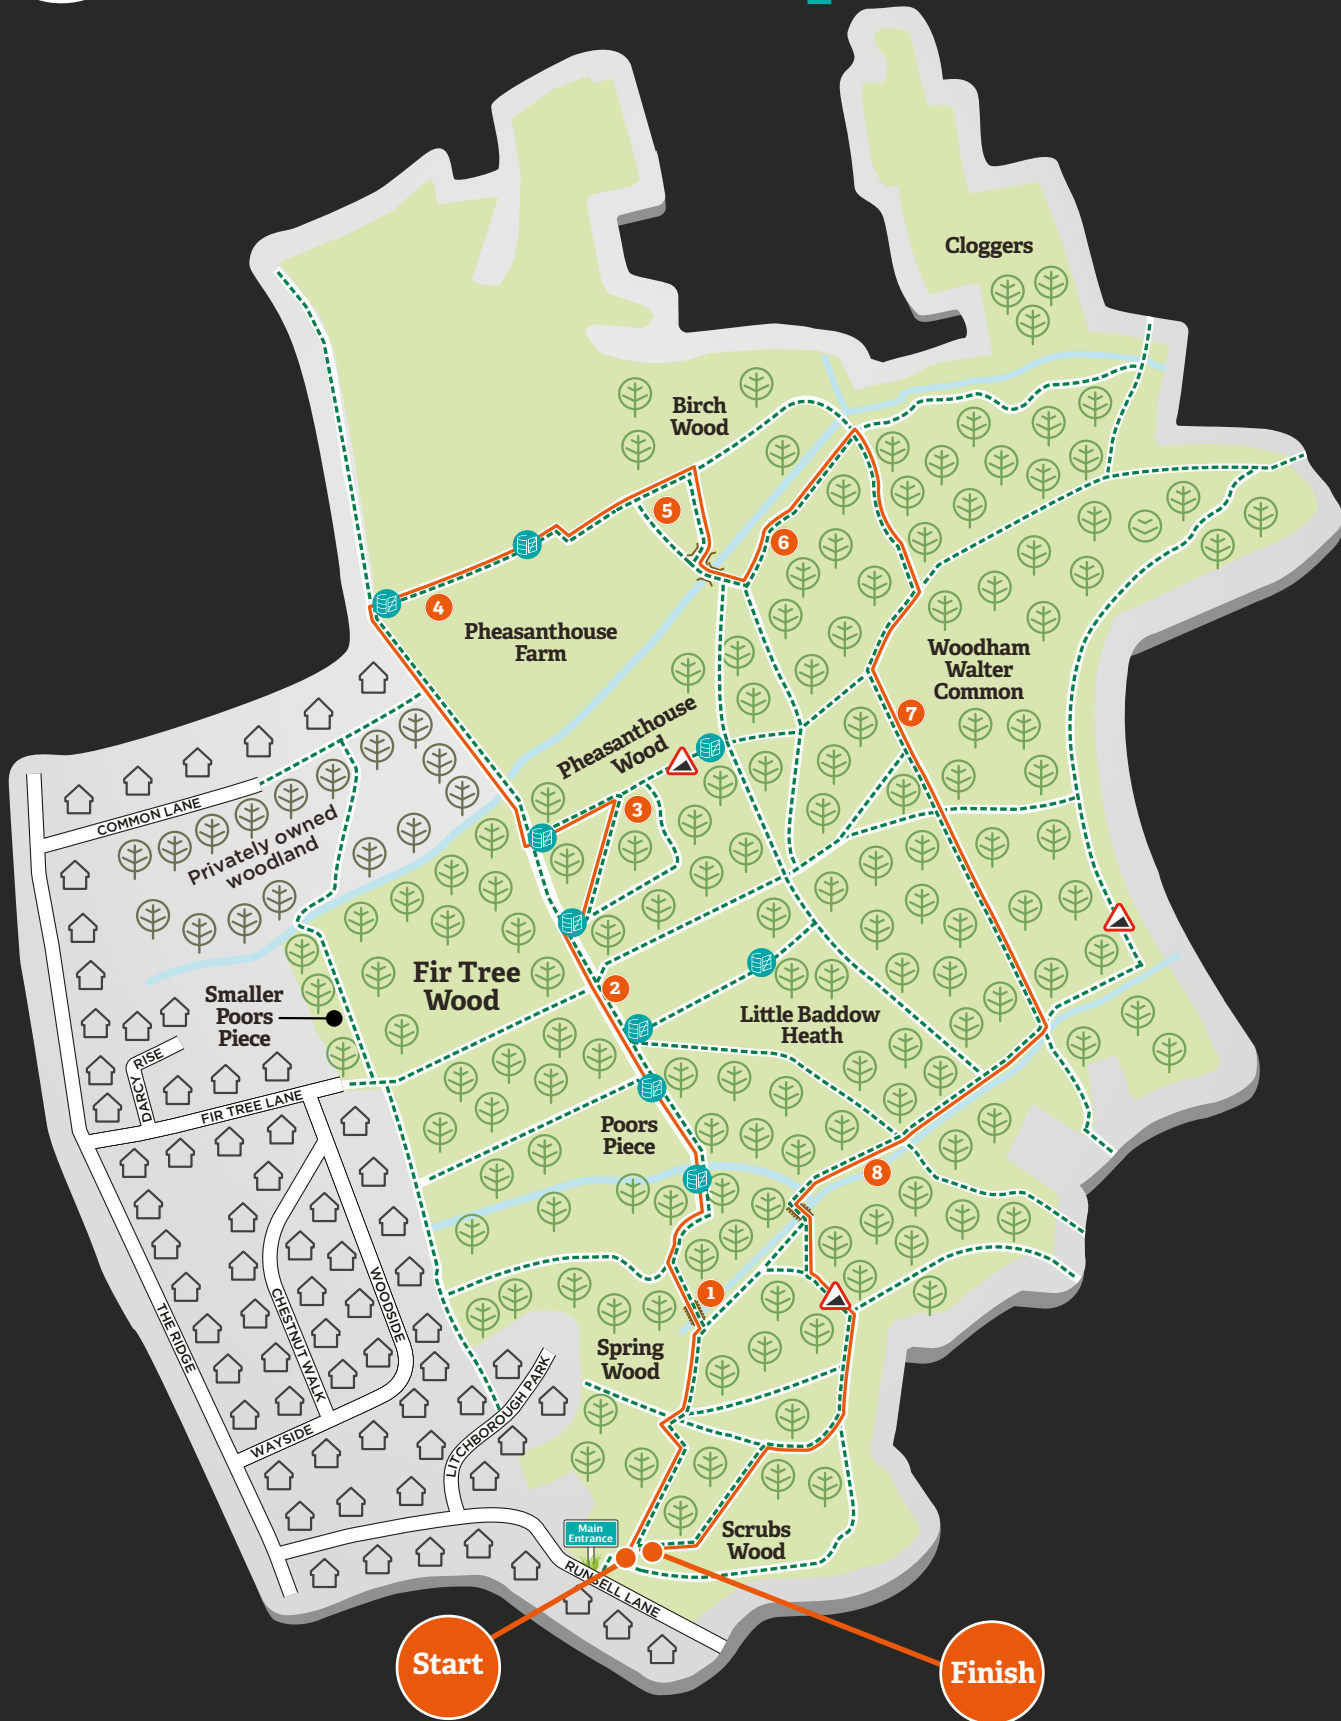 Cloggers
Birch
Wood
5
6
4
Pheasanthouse
Farm
Woodham
Walter
Common
7
Pheasanthouse
Wood
3
COMMON LANE
Privately owned
woodland
Fir Tree
Wood
2
Smaller
Poors
Piece
Little Baddow
Heath
DARCY RISE
FIR TREE LANE
Poors
Piece
8
1
THE RIDGE
CHESTNUT WALK
WOODSIDE
Spring
Wood
WAYSIDE
LITCHBOROUGH PARK
Main
Entrance
Scrubs
Wood
RUNSELL LANE
Start
Finish